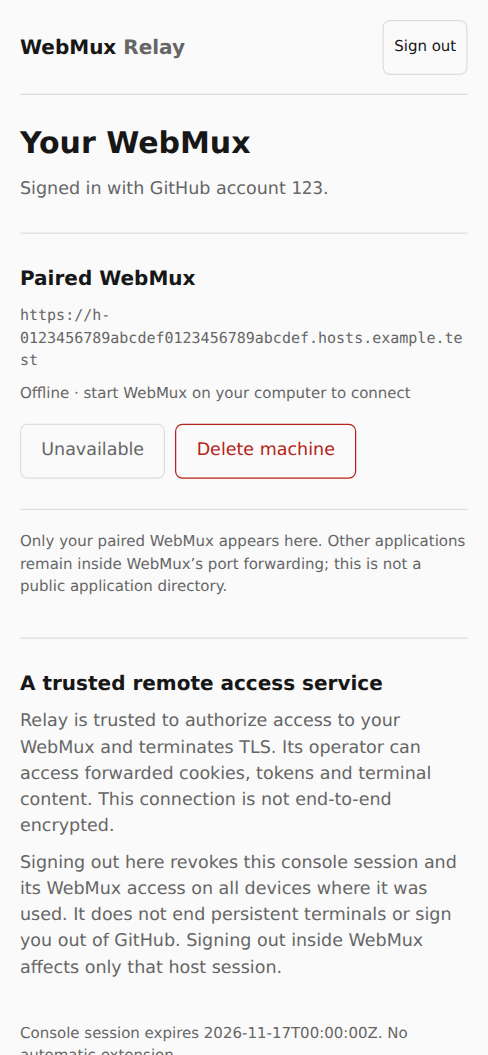 WebMux Relay
Sign out
Your WebMux
Signed in with GitHub account 123.
Paired WebMux
https://h-
0123456789abcdef0123456789abcdef.hosts.example.te
st
Offline · start WebMux on your computer to connect
Unavailable
Delete machine
Only your paired WebMux appears here. Other applications
remain inside WebMux’s port forwarding; this is not a
public application directory.
A trusted remote access service
Relay is trusted to authorize access to your
WebMux and terminates TLS. Its operator can
access forwarded cookies, tokens and terminal
content. This connection is not end-to-end
encrypted.
Signing out here revokes this console session and
its WebMux access on all devices where it was
used. It does not end persistent terminals or sign
you out of GitHub. Signing out inside WebMux
affects only that host session.
Console session expires 2026-11-17T00:00:00Z. No
automatic extension